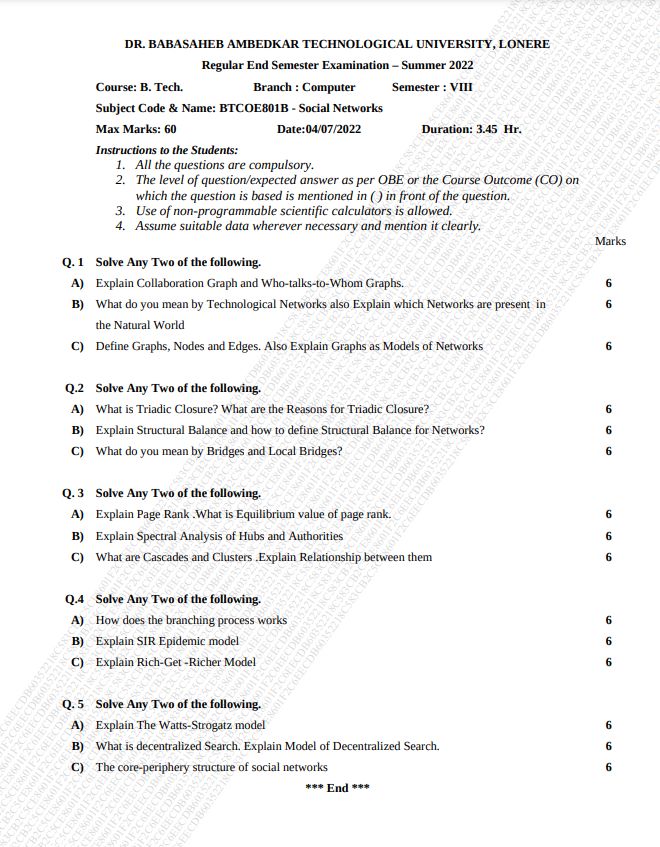 DR. BABASAHEB AMBEDKAR TECHNOLOGICAL UNIVERSITY, LONERE
Regular End Semester Examination – Summer 2022
Course: B. Tech. Branch : Computer Semester : VIII
Subject Code & Name: BTCOE801B - Social Networks
Max Marks: 60 Date:04/07/2022 Duration: 3.45 Hr.
Instructions to the Students:
1. All the questions are compulsory.
2. The level of question/expected answer as per OBE or the Course Outcome (CO) on
which the question is based is mentioned in ( ) in front of the question.
3. Use of non-programmable scientific calculators is allowed.
4. Assume suitable data wherever necessary and mention it clearly.
Marks
Q. 1 Solve Any Two of the following.
A) Explain Collaboration Graph and Who-talks-to-Whom Graphs. 6
B) What do you mean by Technological Networks also Explain which Networks are present in 6
the Natural World
C) Define Graphs, Nodes and Edges. Also Explain Graphs as Models of Networks 6
Q.2 Solve Any Two of the following.
A) What is Triadic Closure? What are the Reasons for Triadic Closure? 6
B) Explain Structural Balance and how to define Structural Balance for Networks? 6
C) What do you mean by Bridges and Local Bridges? 6
Q. 3 Solve Any Two of the following.
A) Explain Page Rank .What is Equilibrium value of page rank. 6
B) Explain Spectral Analysis of Hubs and Authorities 6
C) What are Cascades and Clusters .Explain Relationship between them 6
Q.4 Solve Any Two of the following.
A) How does the branching process works 6
B) Explain SIR Epidemic model 6
C) Explain Rich-Get -Richer Model 6
Q. 5 Solve Any Two of the following.
A) Explain The Watts-Strogatz model 6
B) What is decentralized Search. Explain Model of Decentralized Search. 6
C) The core-periphery structure of social networks 6
*** End ***